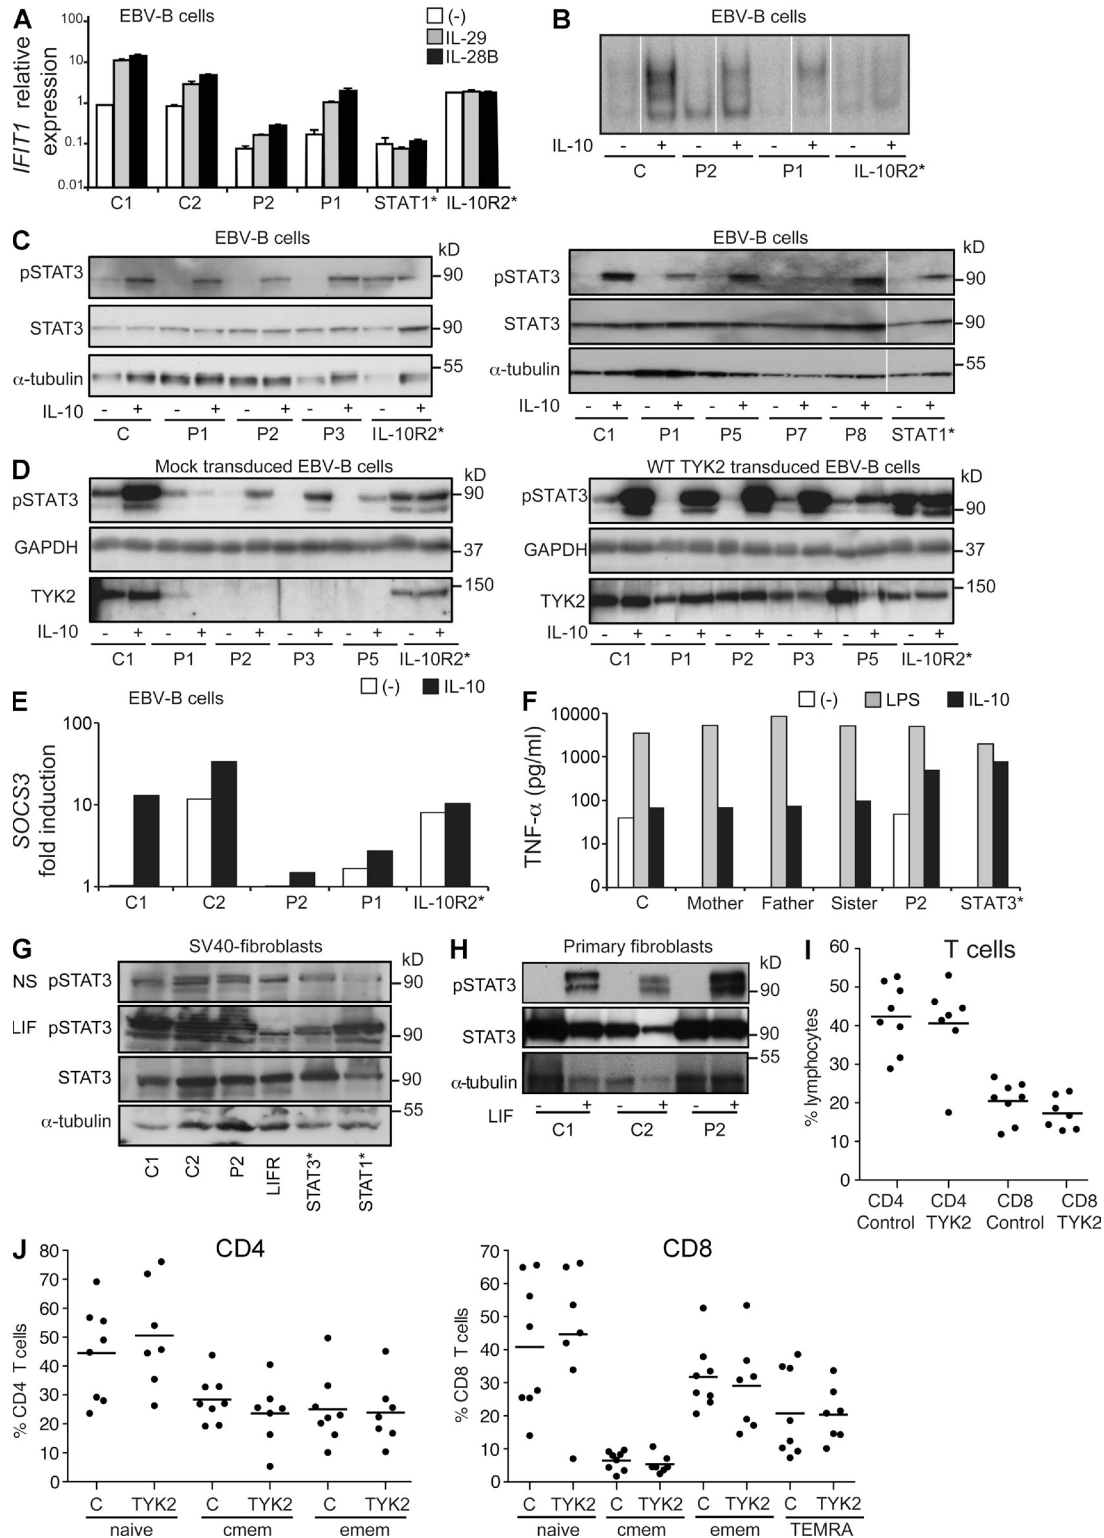 A
EBV-B cells
(-)
IL-29
IL-28B
IFIT1 relative
expression
100
10
1
0.1
0.01
C1 C2 P2 P1 STAT1* IL-10R2*
B
EBV-B cells
IL-10 - + - + - + - +
C P2 P1 IL-10R2*
C
EBV-B cells
kD
pSTAT3 90
STAT3 90
α-tubulin 55
IL-10 - + - + - + - + - +
C P1 P2 P3 IL-10R2*
EBV-B cells
kD
pSTAT3 90
STAT3 90
α-tubulin 55
IL-10 - + - + - + - + - + - +
C1 P1 P5 P7 P8 STAT1*
D
Mock transduced EBV-B cells
kD
pSTAT3 90
GAPDH 37
TYK2 150
IL-10 - + - + - + - + - + - +
C1 P1 P2 P3 P5 IL-10R2*
WT TYK2 transduced EBV-B cells
kD
pSTAT3 90
GAPDH 37
TYK2 150
IL-10 - + - + - + - + - + - +
C1 P1 P2 P3 P5 IL-10R2*
E
EBV-B cells
(-) IL-10
SOCS3
fold induction
100
10
1
C1 C2 P2 P1 IL-10R2*
F
(-) LPS IL-10
TNF-α (pg/ml)
10000
1000
100
10
0
C Mother Father Sister P2 STAT3*
G
SV40-fibroblasts
kD
NS pSTAT3 90
LIF pSTAT3 90
STAT3 90
α-tubulin 55
C1 C2 P2 LIFR STAT3* STAT1*
H
Primary fibroblasts
kD
pSTAT3 90
STAT3 90
α-tubulin 55
LIF - + - + - +
C1 C2 P2
I
T cells
% lymphocytes
60
50
40
30
20
10
0
CD4 CD4 CD8 CD8
Control TYK2 Control TYK2
J
CD4
% CD4 T cells
80
70
60
50
40
30
20
10
0
C TYK2 C TYK2 C TYK2
naive cmem emem
CD8
% CD8 T cells
70
60
50
40
30
20
10
0
C TYK2 C TYK2 C TYK2 C TYK2
naive cmem emem TEMRA